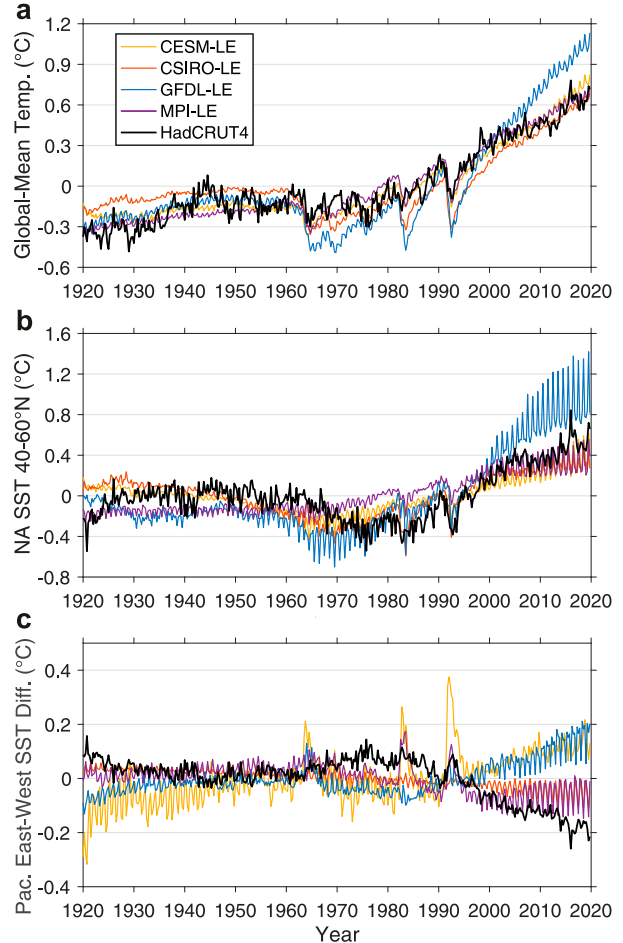 a
Global-Mean Temp. (°C)
1.2
0.9
0.6
0.3
0
-0.3
-0.6
CESM-LE
CSIRO-LE
GFDL-LE
MPI-LE
HadCRUT4
1920 1930 1940 1950 1960 1970 1980 1990 2000 2010 2020
b
NA SST 40-60°N (°C)
1.6
1.2
0.8
0.4
0
-0.4
-0.8
1920 1930 1940 1950 1960 1970 1980 1990 2000 2010 2020
c
Pac. East-West SST Diff. (°C)
0.4
0.2
0
-0.2
-0.4
1920 1930 1940 1950 1960 1970 1980 1990 2000 2010 2020
Year